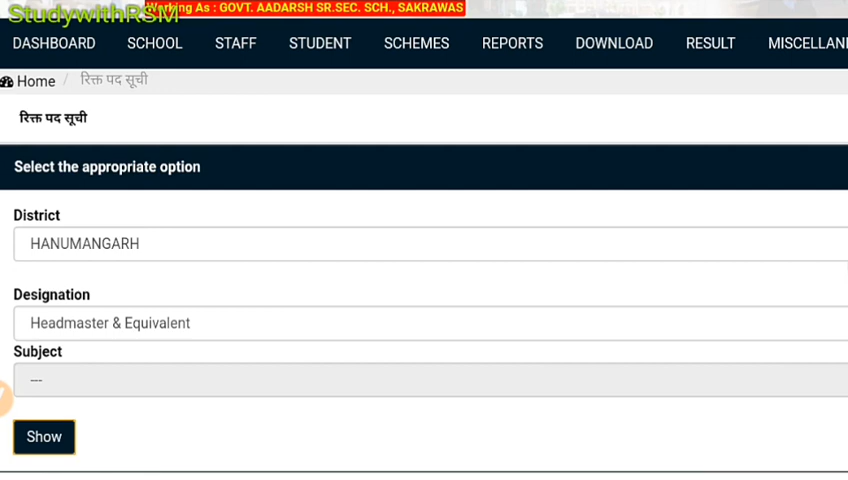 StudywithRSM
Working As : GOVT. AADARSH SR.SEC. SCH., SAKRAWAS
DASHBOARD SCHOOL STAFF STUDENT SCHEMES REPORTS DOWNLOAD RESULT MISCELLAN
Home / रिक्त पद सूची
रिक्त पद सूची
Select the appropriate option
District
HANUMANGARH
Designation
Headmaster & Equivalent
Subject
---
Show